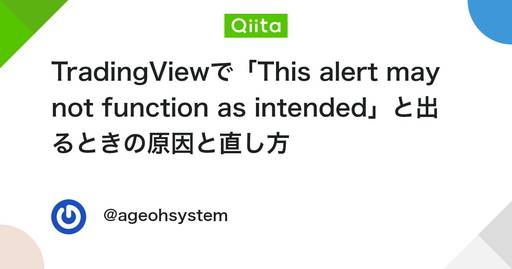 Qiita
TradingViewで「This alert may
not function as intended」と出
るときの原因と直し方
@ageohsystem